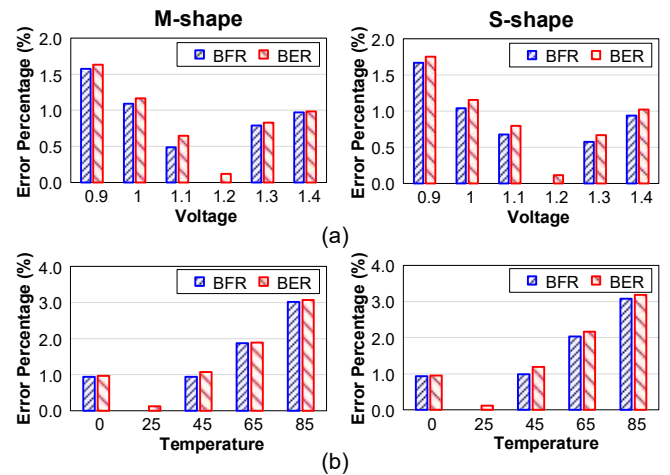 M-shape
S-shape
Error Percentage (%)
2.0
1.5
1.0
0.5
0.0
BFR
BER
0.9
1
1.1
1.2
1.3
1.4
Voltage
Error Percentage (%)
2.0
1.5
1.0
0.5
0.0
BFR
BER
0.9
1
1.1
1.2
1.3
1.4
Voltage
(a)
Error Percentage (%)
4.0
3.0
2.0
1.0
0.0
BFR
BER
0
25
45
65
85
Temperature
Error Percentage (%)
4.0
3.0
2.0
1.0
0.0
BFR
BER
0
25
45
65
85
Temperature
(b)